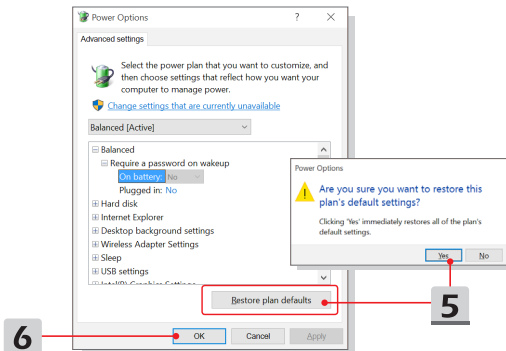 Power Options
Advanced settings
Select the power plan that you want to customize, and
then choose settings that reflect how you want your
computer to manage power.
Change settings that are currently unavailable
Balanced [Active]
Balanced
Require a password on wakeup
On battery: No
Plugged in: No
Hard disk
Internet Explorer
Desktop background settings
Wireless Adapter Settings
Sleep
USB settings
Intel(R) Graphics Settings
Restore plan defaults
OK
Cancel
Apply
Power Options
Are you sure you want to restore this
plan's default settings?
Clicking 'Yes' immediately restores all of the plan's
default settings.
Yes
No
5
6